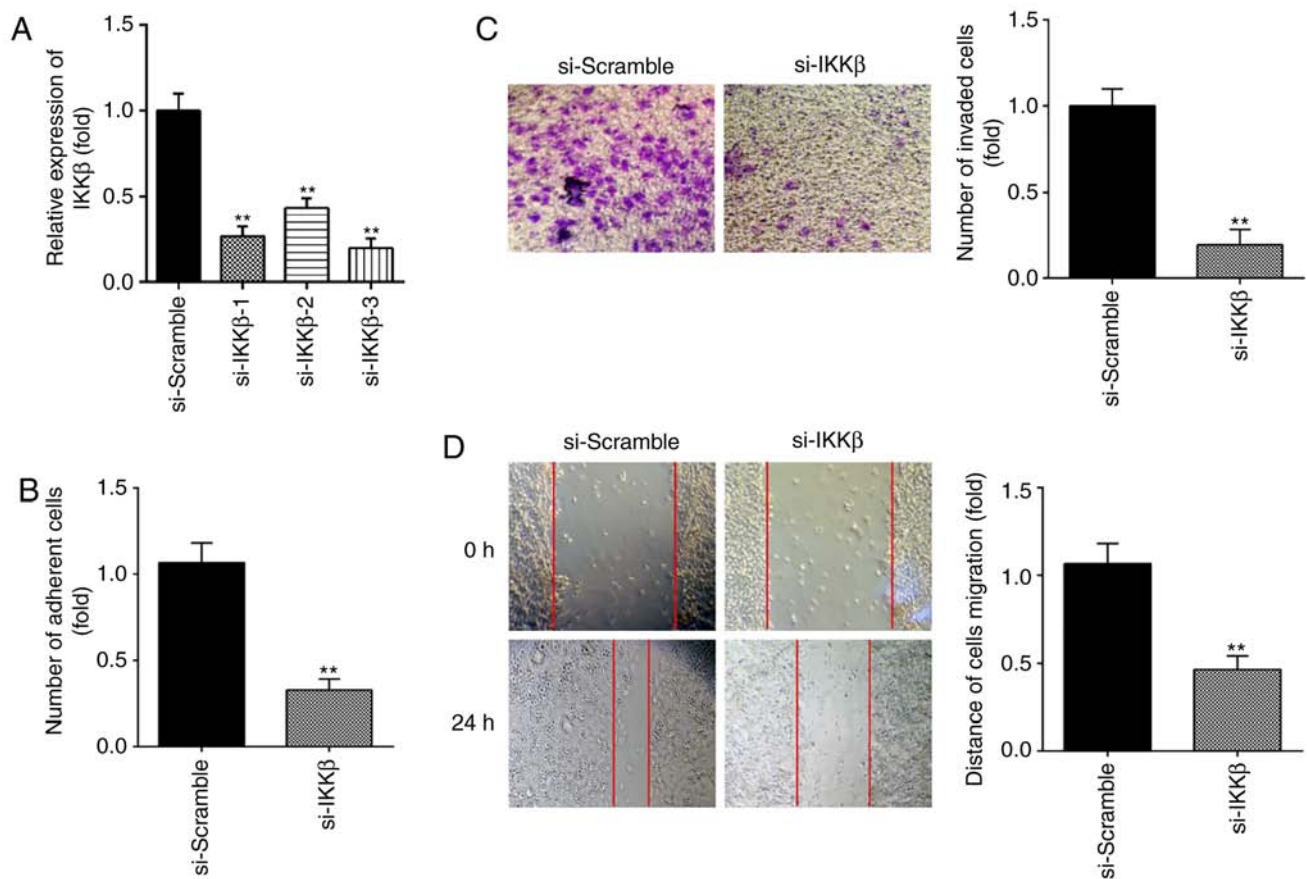 A
Relative expression of
IKKβ (fold)
1.5
1.0
0.5
0.0
**
**
**
si-Scramble
si-IKKβ-1
si-IKKβ-2
si-IKKβ-3
B
Number of adherent cells
(fold)
1.5
1.0
0.5
0.0
**
si-Scramble
si-IKKβ
C
si-Scramble
si-IKKβ
Number of invaded cells
(fold)
1.5
1.0
0.5
0.0
**
si-Scramble
si-IKKβ
D
si-Scramble
si-IKKβ
0 h
24 h
Distance of cells migration (fold)
1.5
1.0
0.5
0.0
**
si-Scramble
si-IKKβ